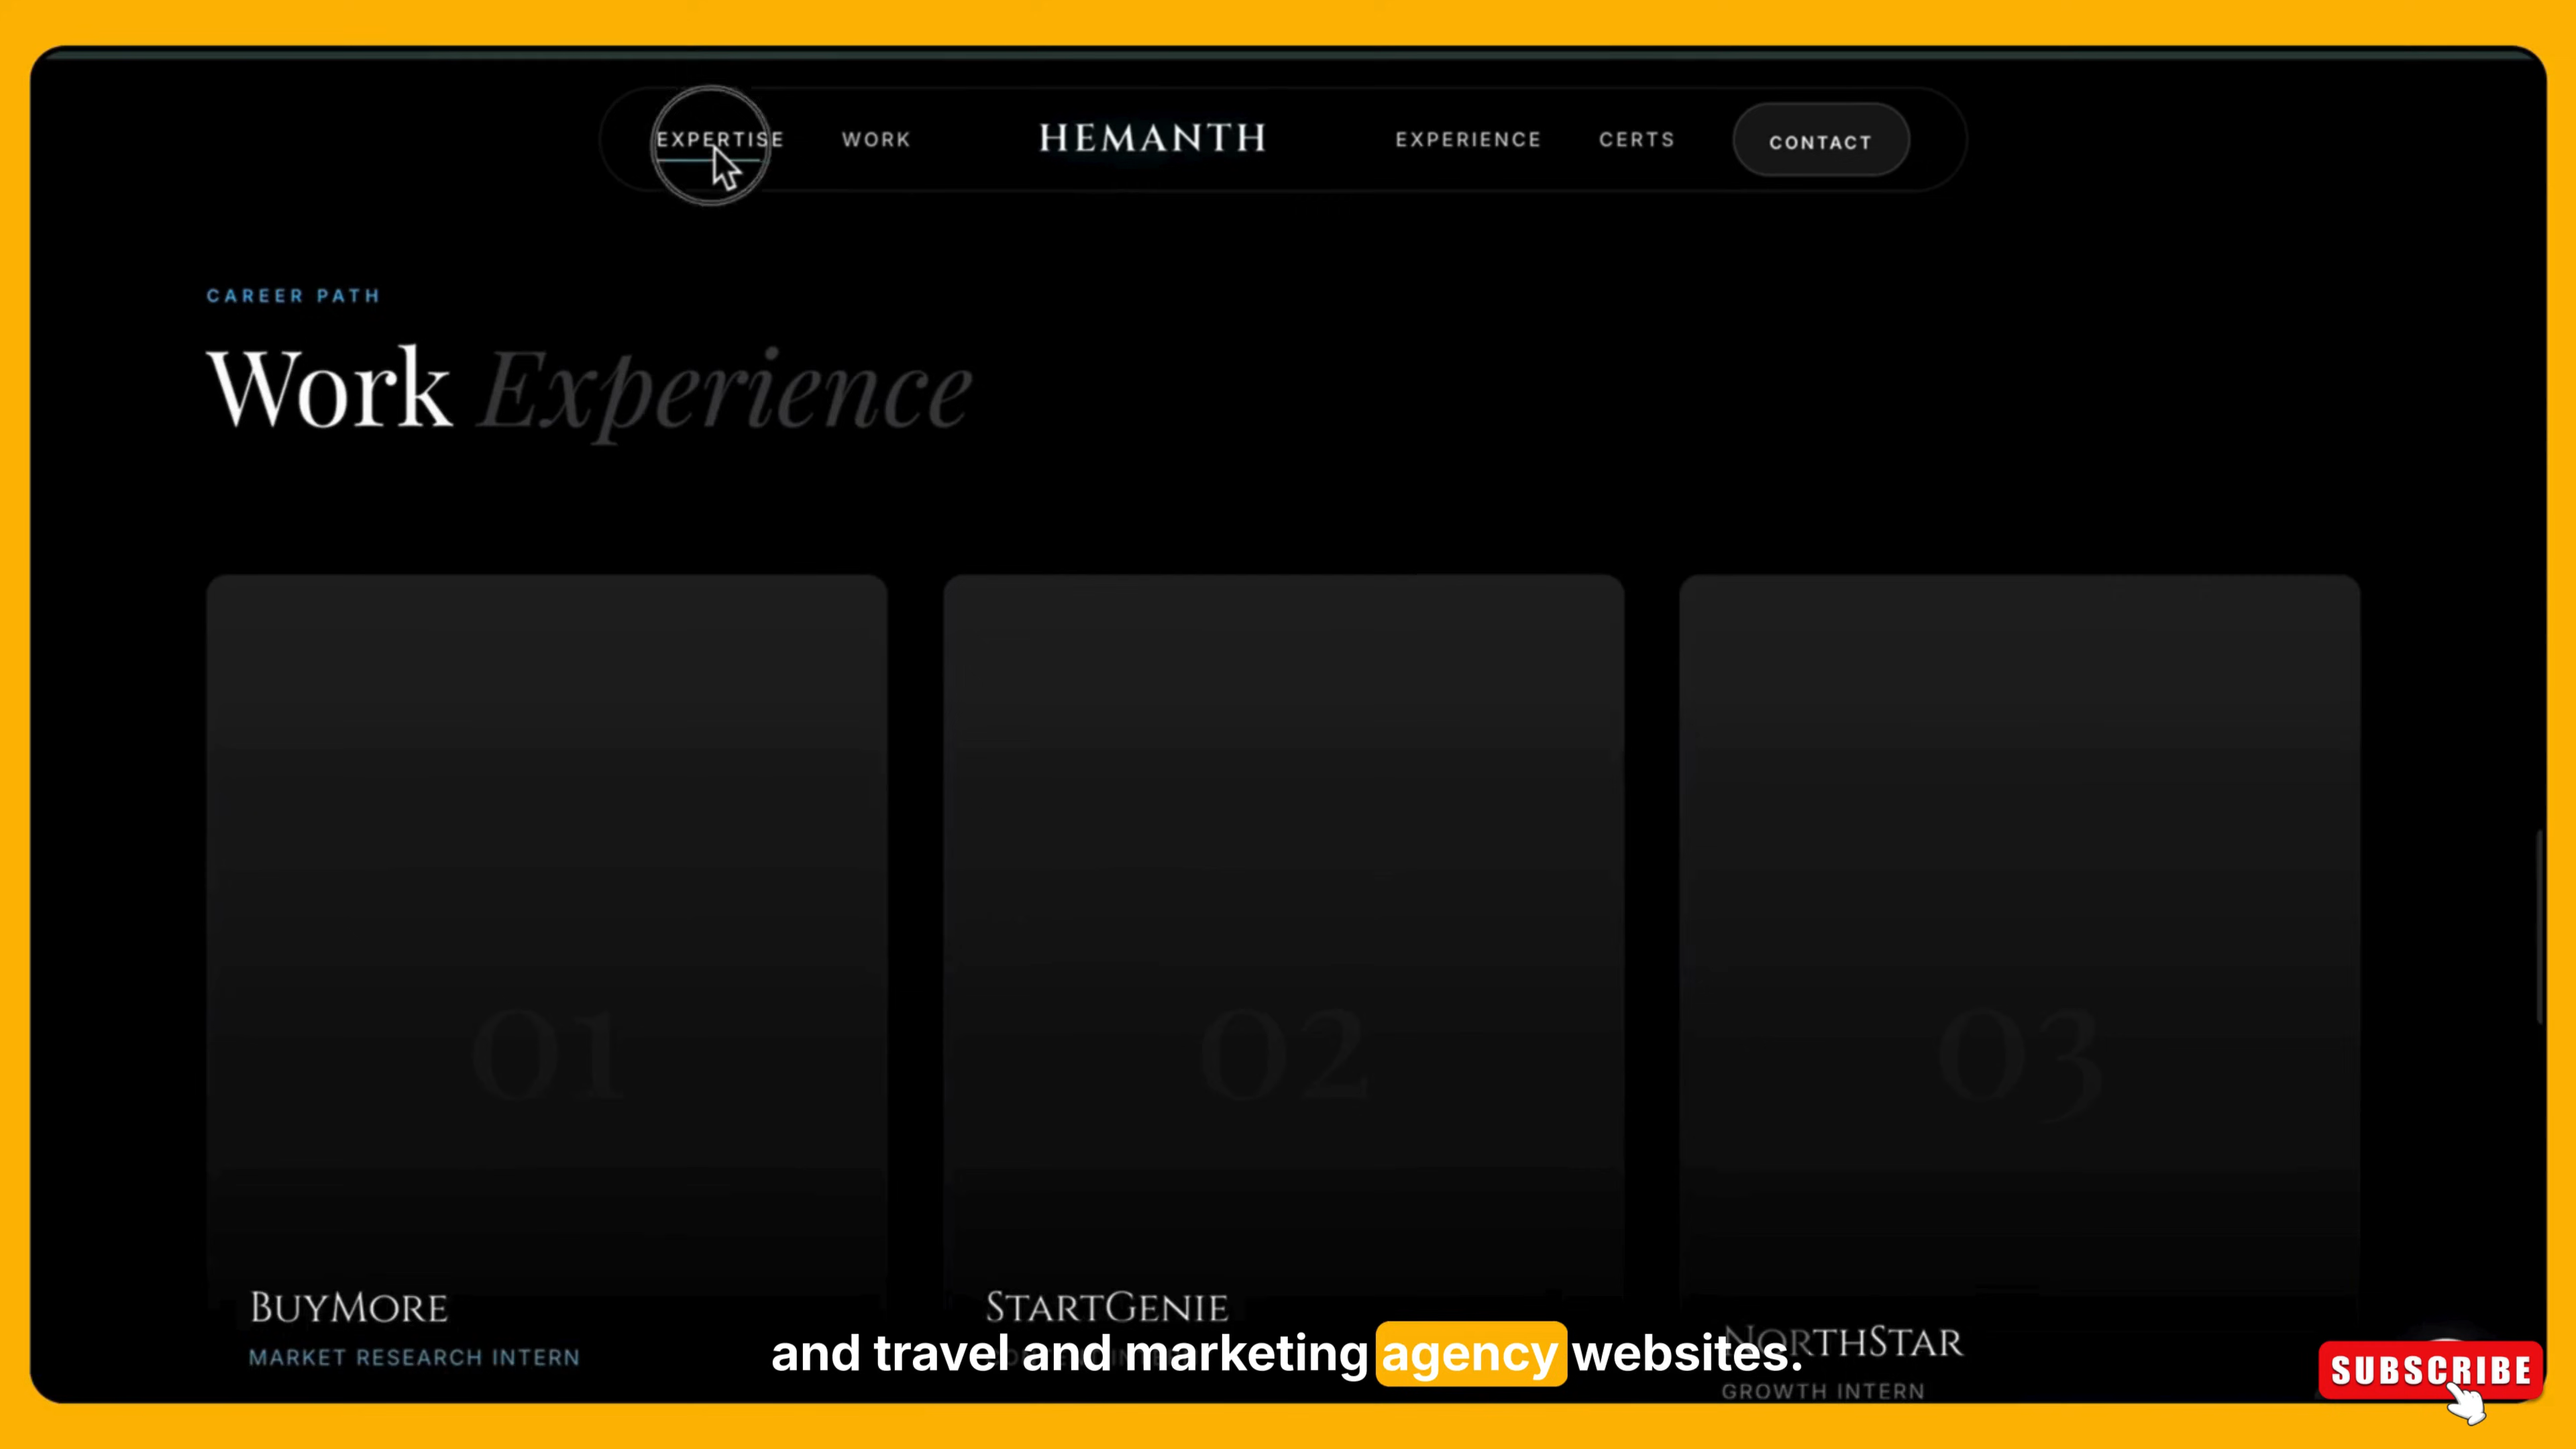 EXPERTISE WORK HEMANTH EXPERIENCE CERTS CONTACT
CAREER PATH
Work Experience
01 02 03
BUYMORE STARTGENIE NORTHSTAR
MARKET RESEARCH INTERN
GROWTH INTERN
and travel and marketing agency websites.
SUBSCRIBE